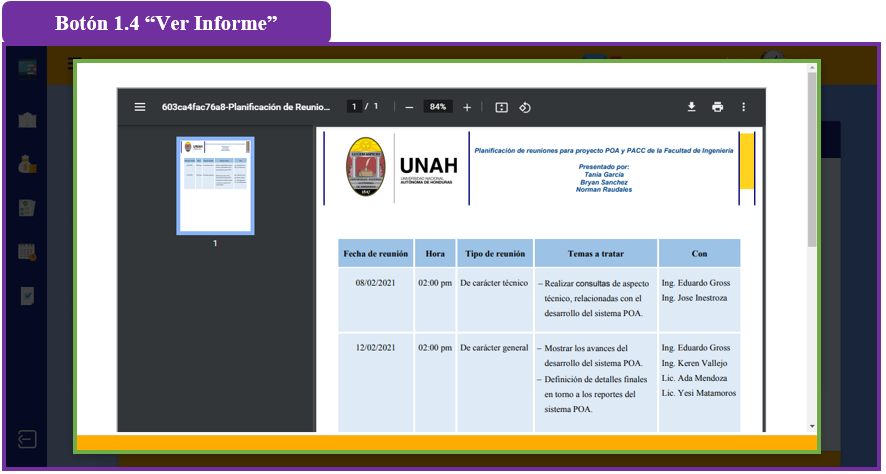 Botón 1.4 “Ver Informe”
603ca4fac76a8-Planificación de Reunio...
1 / 1
84%
1
UNAH
UNIVERSIDAD NACIONAL
AUTÓNOMA DE HONDURAS
Planificación de reuniones para proyecto POA y PACC de la Facultad de Ingeniería
Presentado por:
Tania García
Bryan Sanchez
Norman Raudales
Fecha de reunión Hora Tipo de reunión Temas a tratar Con
08/02/2021 02:00 pm De carácter técnico – Realizar consultas de aspecto Ing. Eduardo Gross
técnico, relacionadas con el Ing. Jose Inestroza
desarrollo del sistema POA.
12/02/2021 02:00 pm De carácter general – Mostrar los avances del Ing. Eduardo Gross
desarrollo del sistema POA. Ing. Keren Vallejo
– Definición de detalles finales Lic. Ada Mendoza
en torno a los reportes del Lic. Yesi Matamoros
sistema POA.